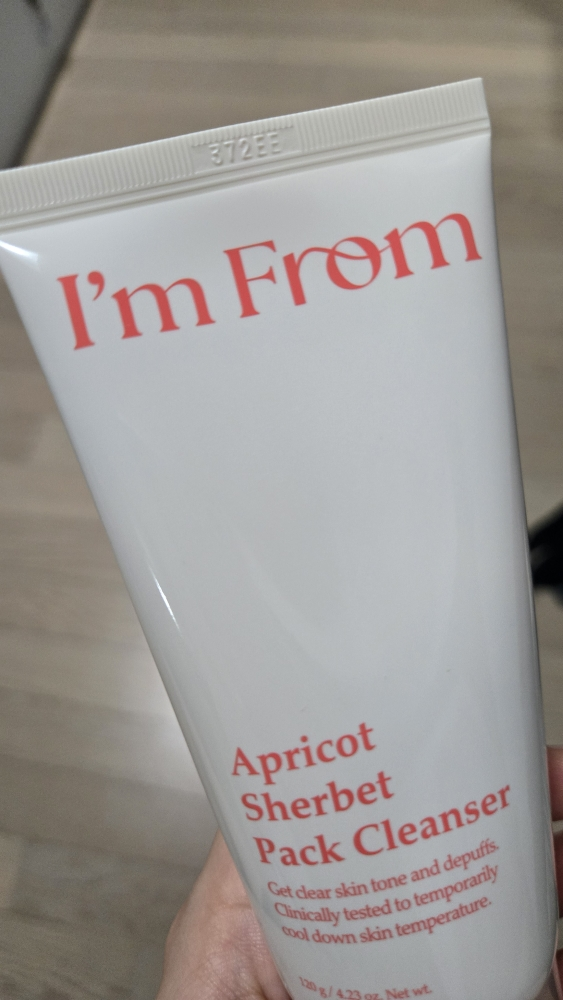 372EE
I'm From
Apricot
Sherbet
Pack Cleanser
Get clear skin tone and depuffs.
Clinically tested to temporarily
cool down skin temperature.
120 g / 4.23 oz. Net wt.